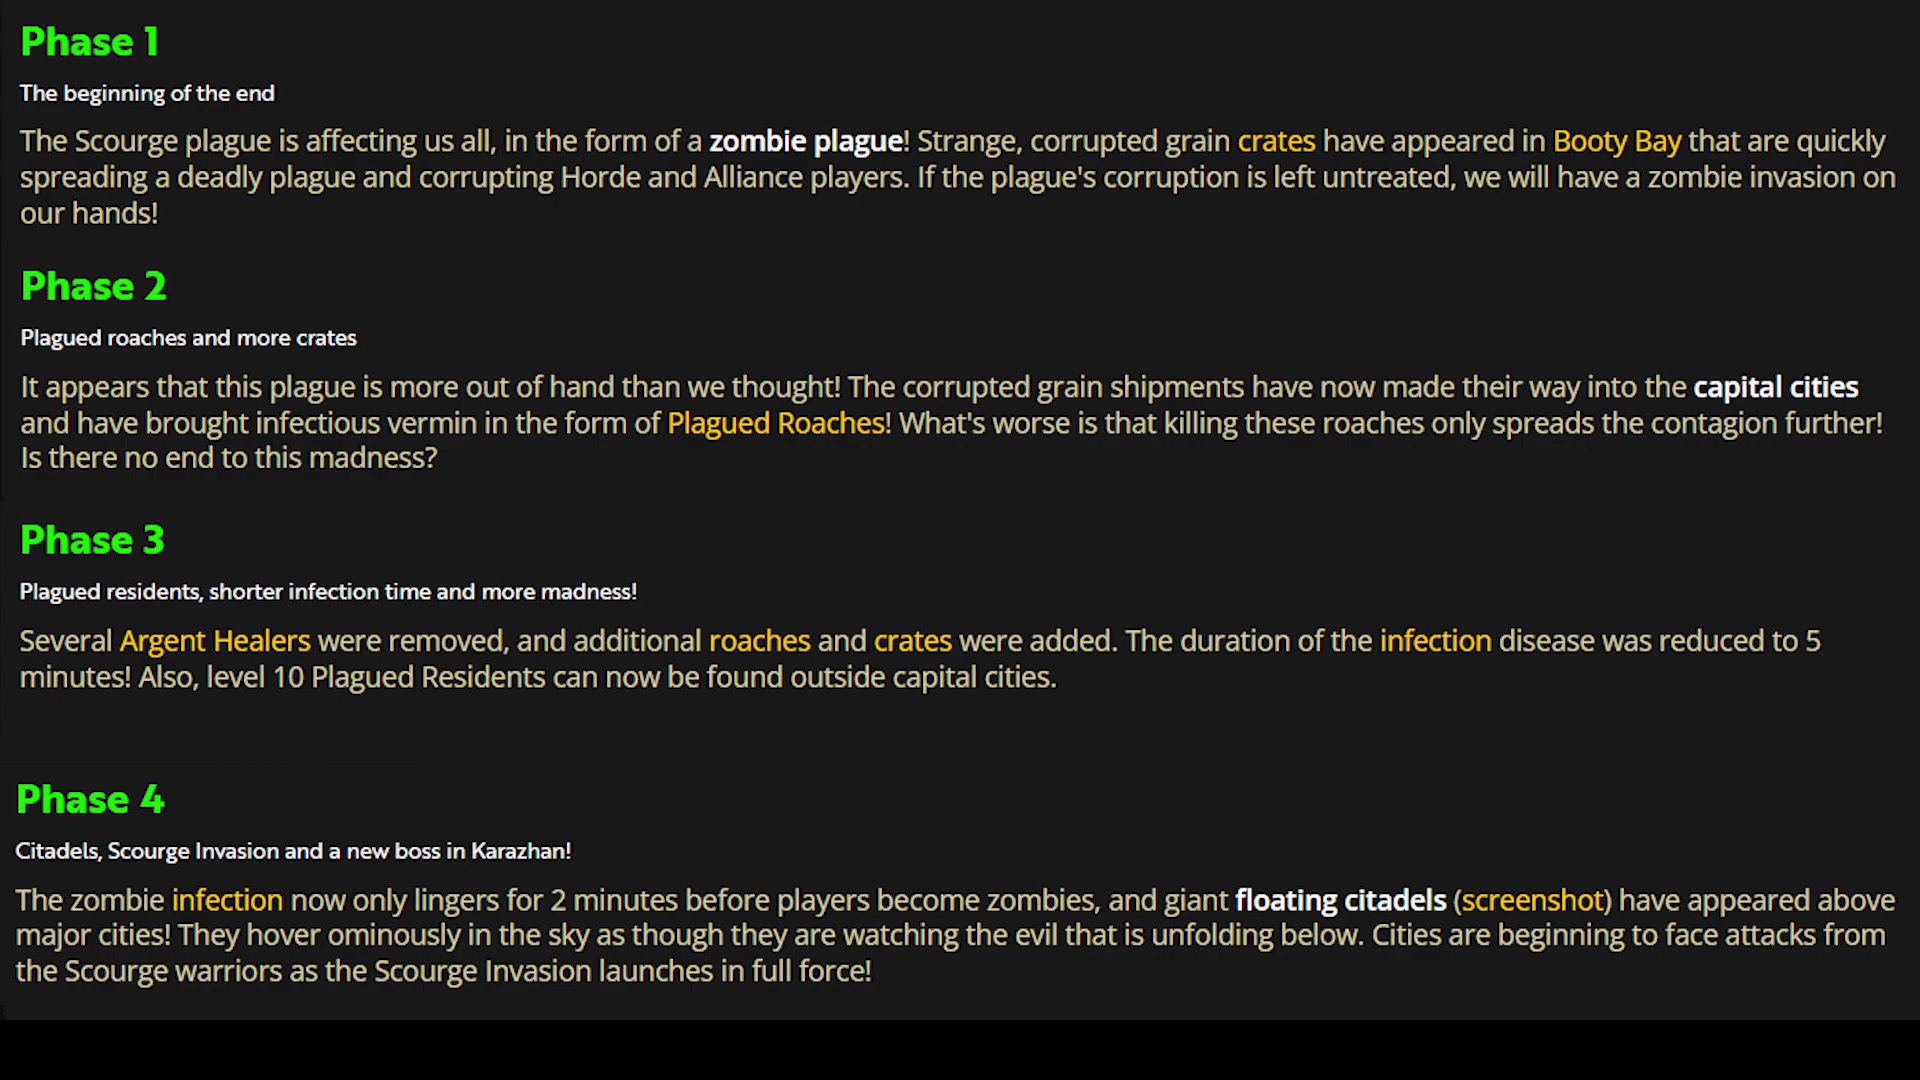 Phase 1
The beginning of the end
The Scourge plague is affecting us all, in the form of a zombie plague! Strange, corrupted grain crates have appeared in Booty Bay that are quickly
spreading a deadly plague and corrupting Horde and Alliance players. If the plague's corruption is left untreated, we will have a zombie invasion on
our hands!
Phase 2
Plagued roaches and more crates
It appears that this plague is more out of hand than we thought! The corrupted grain shipments have now made their way into the capital cities
and have brought infectious vermin in the form of Plagued Roaches! What's worse is that killing these roaches only spreads the contagion further!
Is there no end to this madness?
Phase 3
Plagued residents, shorter infection time and more madness!
Several Argent Healers were removed, and additional roaches and crates were added. The duration of the infection disease was reduced to 5
minutes! Also, level 10 Plagued Residents can now be found outside capital cities.
Phase 4
Citadels, Scourge Invasion and a new boss in Karazhan!
The zombie infection now only lingers for 2 minutes before players become zombies, and giant floating citadels (screenshot) have appeared above
major cities! They hover ominously in the sky as though they are watching the evil that is unfolding below. Cities are beginning to face attacks from
the Scourge warriors as the Scourge Invasion launches in full force!